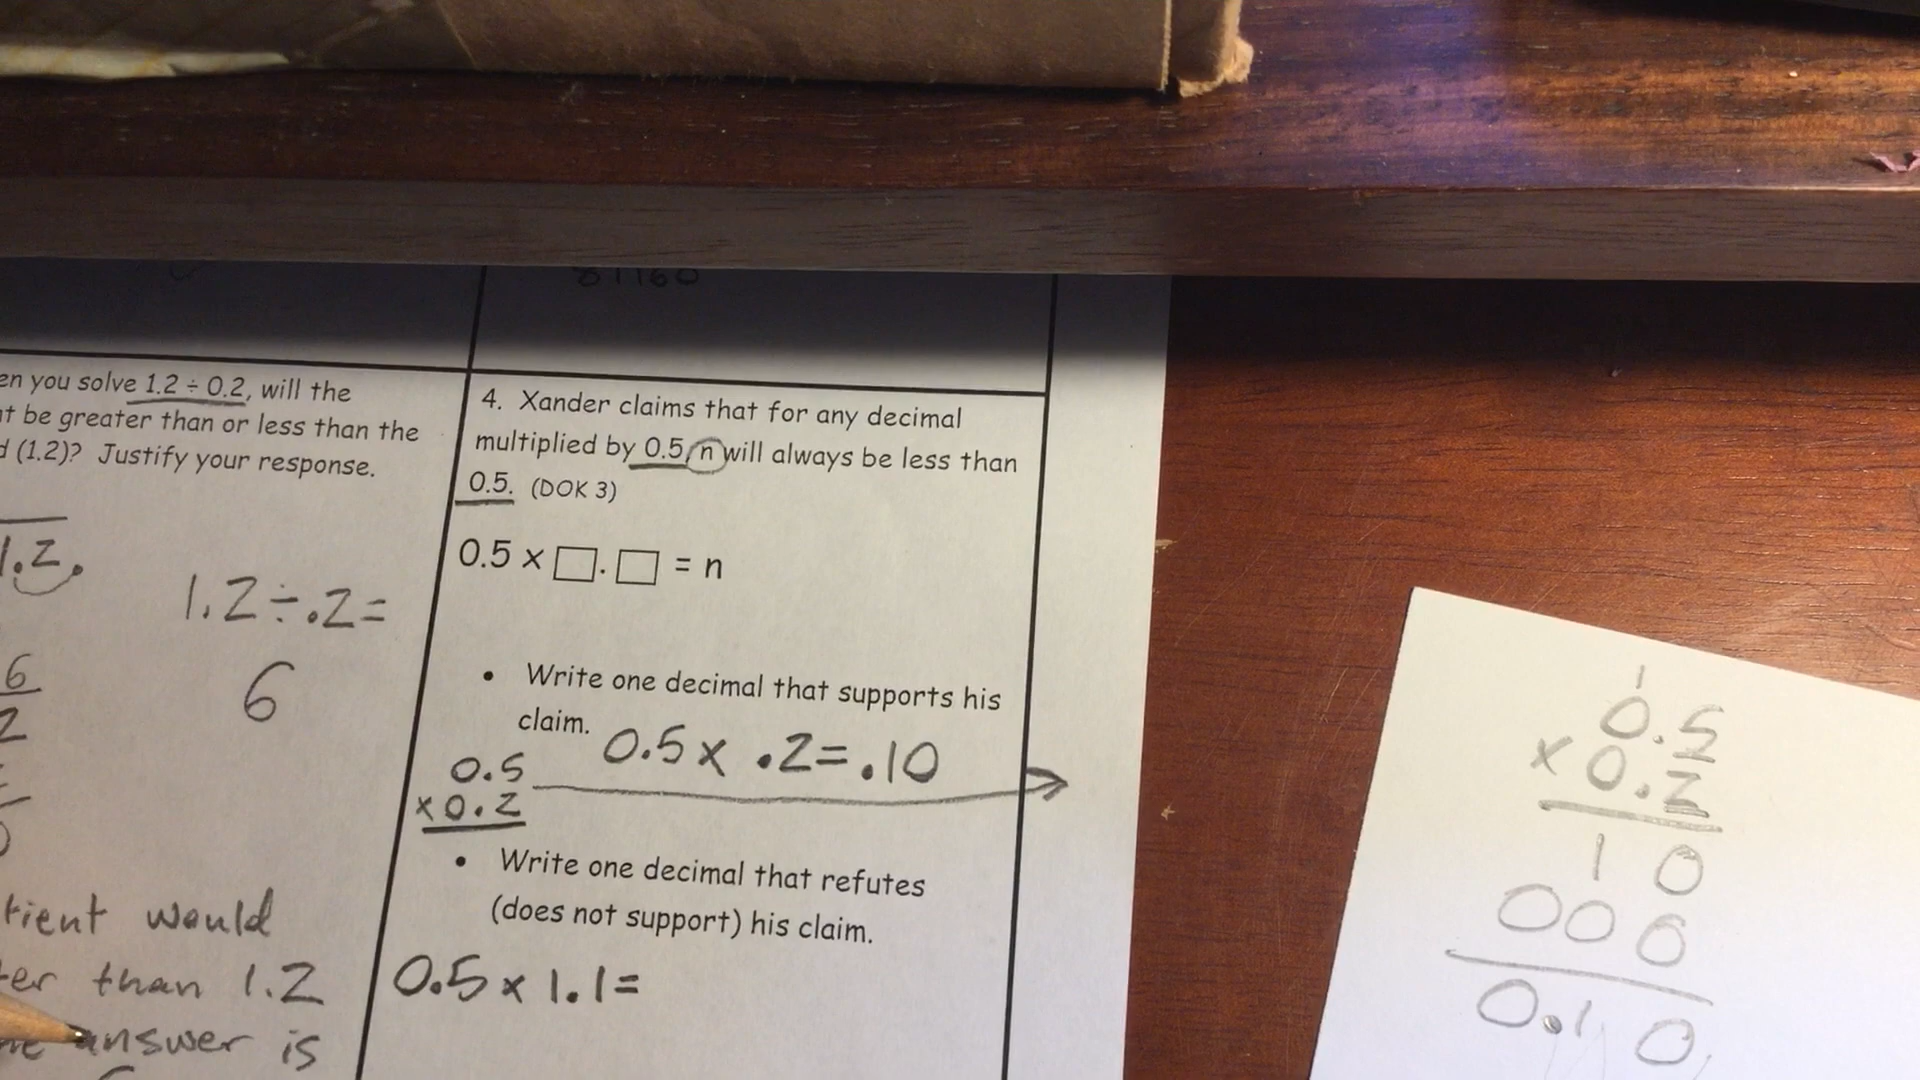 81160
en you solve 1.2 ÷ 0.2, will the
t be greater than or less than the
d (1.2)? Justify your response.
1.2.
1.2÷.2=
6
6
2
tient would
er than 1.2
answer is
4. Xander claims that for any decimal
multiplied by 0.5, n will always be less than
0.5. (DOK 3)
0.5 x □.□ = n
• Write one decimal that supports his
claim. 0.5 x .2=.10
0.5
x0.2
• Write one decimal that refutes
(does not support) his claim.
0.5 x 1.1=
1
0.5
x 0.2
10
000
0.10